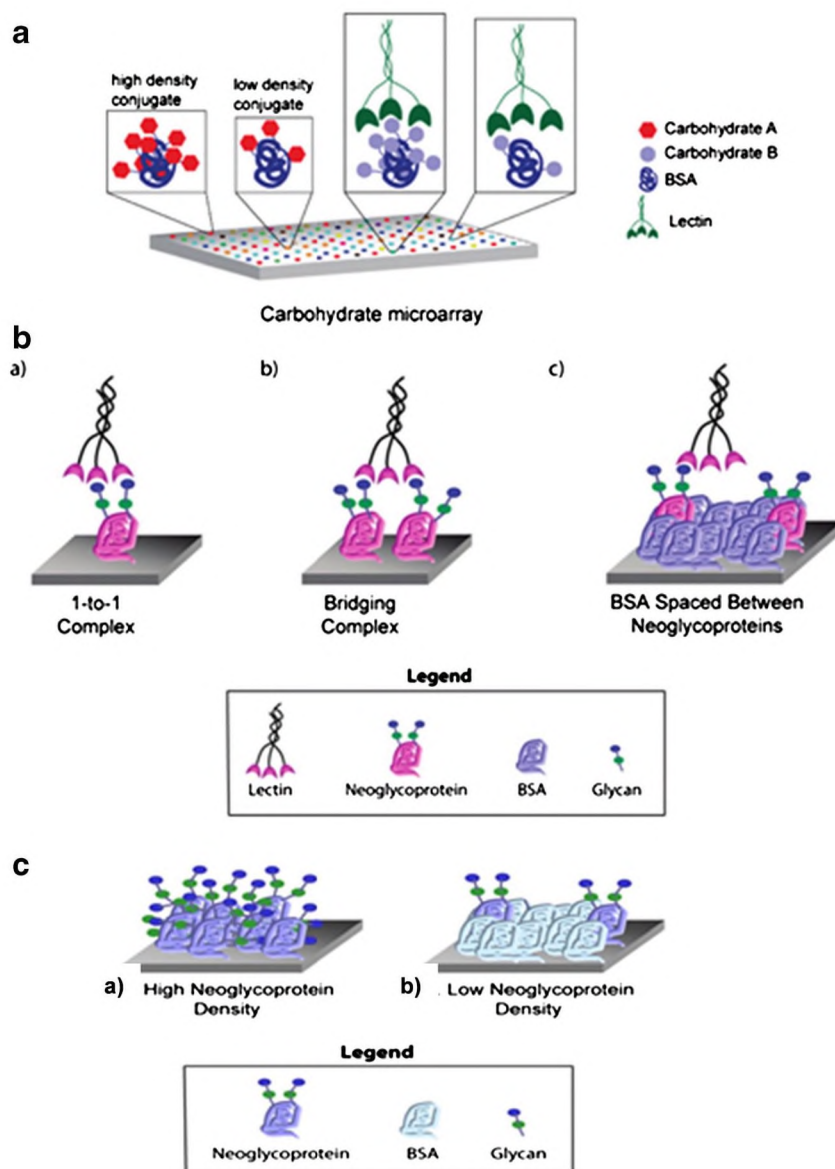 a
high density
conjugate
low density
conjugate
Carbohydrate A
Carbohydrate B
BSA
Lectin
Carbohydrate microarray
b
a)
b)
c)
1-to-1
Complex
Bridging
Complex
BSA Spaced Between
Neoglycoproteins
Legend
Lectin
Neoglycoprotein
BSA
Glycan
c
a) High Neoglycoprotein
Density
b) . Low Neoglycoprotein
Density
Legend
Neoglycoprotein
BSA
Glycan